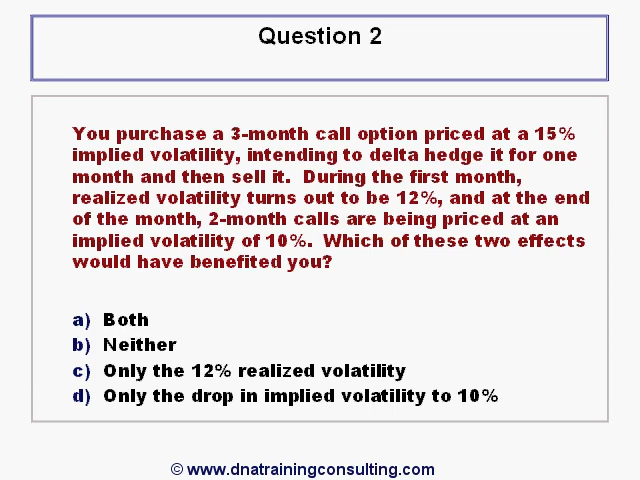 Question 2
You purchase a 3-month call option priced at a 15%
implied volatility, intending to delta hedge it for one
month and then sell it. During the first month,
realized volatility turns out to be 12%, and at the end
of the month, 2-month calls are being priced at an
implied volatility of 10%. Which of these two effects
would have benefited you?
a) Both
b) Neither
c) Only the 12% realized volatility
d) Only the drop in implied volatility to 10%
© www.dnatrainingconsulting.com